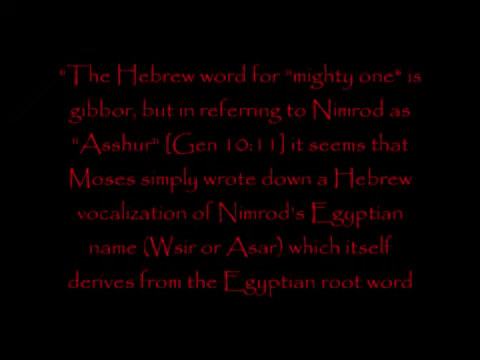 "The Hebrew word for "mighty one" is
gibbor, but in referring to Nimrod as
"Asshur" [Gen 10:11] it seems that
Moses simply wrote down a Hebrew
vocalization of Nimrod's Egyptian
name (Wsir or Asar) which itself
derives from the Egyptian root word